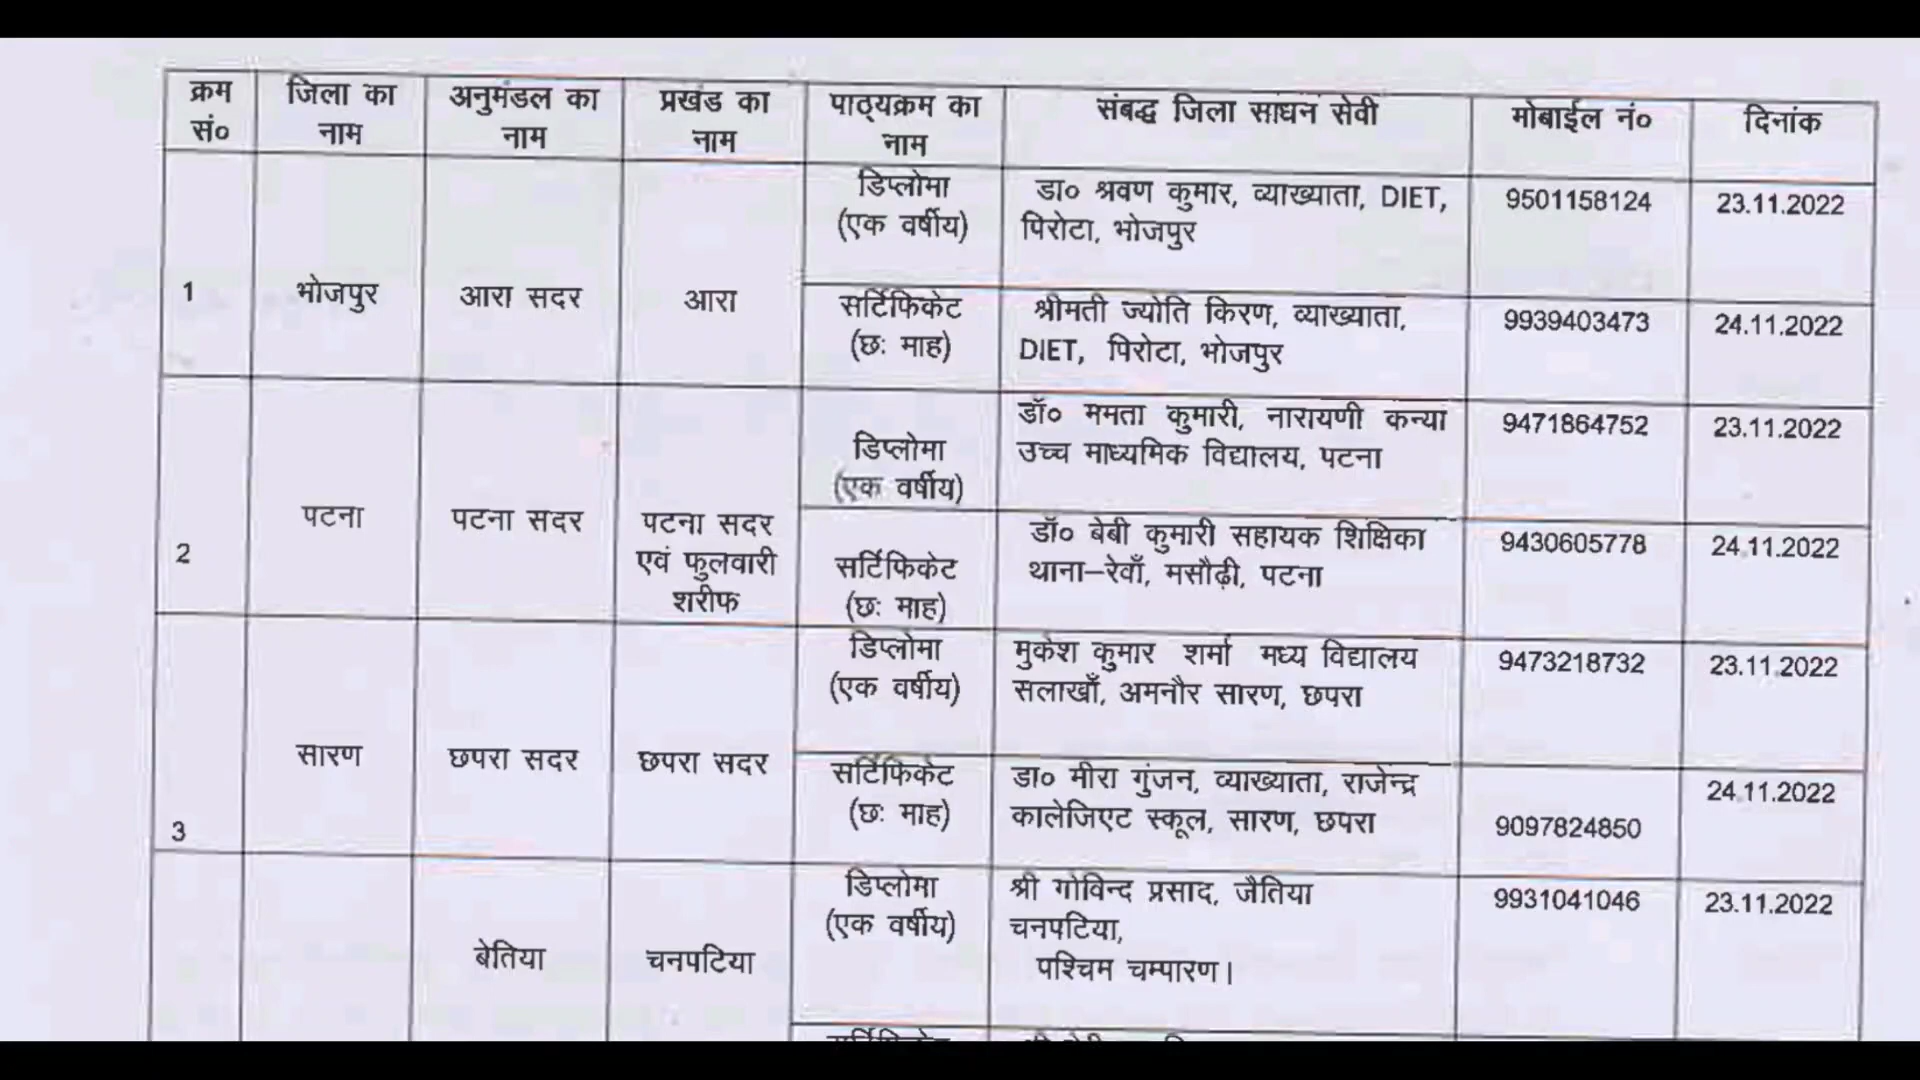 क्रम सं०
जिला का नाम
अनुमंडल का नाम
प्रखंड का नाम
पाठ्यक्रम का नाम
संबद्ध जिला साधन सेवी
मोबाईल नं०
दिनांक
1
भोजपुर
आरा सदर
आरा
डिप्लोमा
(एक वर्षीय)
डा० श्रवण कुमार, व्याख्याता, DIET,
पिरोटा, भोजपुर
9501158124
23.11.2022
सर्टिफिकेट
(छः माह)
श्रीमती ज्योति किरण, व्याख्याता,
DIET, पिरोटा, भोजपुर
9939403473
24.11.2022
2
पटना
पटना सदर
पटना सदर
एवं फुलवारी
शरीफ
डिप्लोमा
(एक वर्षीय)
डॉ० ममता कुमारी, नारायणी कन्या
उच्च माध्यमिक विद्यालय, पटना
9471864752
23.11.2022
सर्टिफिकेट
(छः माह)
डॉ० बेबी कुमारी सहायक शिक्षिका
थाना–रेवाँ, मसौढ़ी, पटना
9430605778
24.11.2022
3
सारण
छपरा सदर
छपरा सदर
डिप्लोमा
(एक वर्षीय)
मुकेश कुमार शर्मा मध्य विद्यालय
सलाखाँ, अमनौर सारण, छपरा
9473218732
23.11.2022
सर्टिफिकेट
(छः माह)
डा० मीरा गुंजन, व्याख्याता, राजेन्द्र
कालेजिएट स्कूल, सारण, छपरा
9097824850
24.11.2022
बेतिया
चनपटिया
डिप्लोमा
(एक वर्षीय)
श्री गोविन्द प्रसाद, जैतिया
चनपटिया,
पश्चिम चम्पारण।
9931041046
23.11.2022